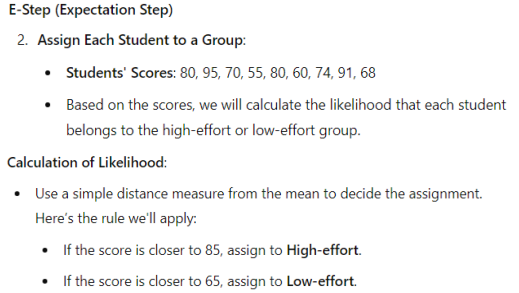 E-Step (Expectation Step)
2. Assign Each Student to a Group:
• Students' Scores: 80, 95, 70, 55, 80, 60, 74, 91, 68
• Based on the scores, we will calculate the likelihood that each student
belongs to the high-effort or low-effort group.
Calculation of Likelihood:
• Use a simple distance measure from the mean to decide the assignment.
Here's the rule we'll apply:
• If the score is closer to 85, assign to High-effort.
• If the score is closer to 65, assign to Low-effort.